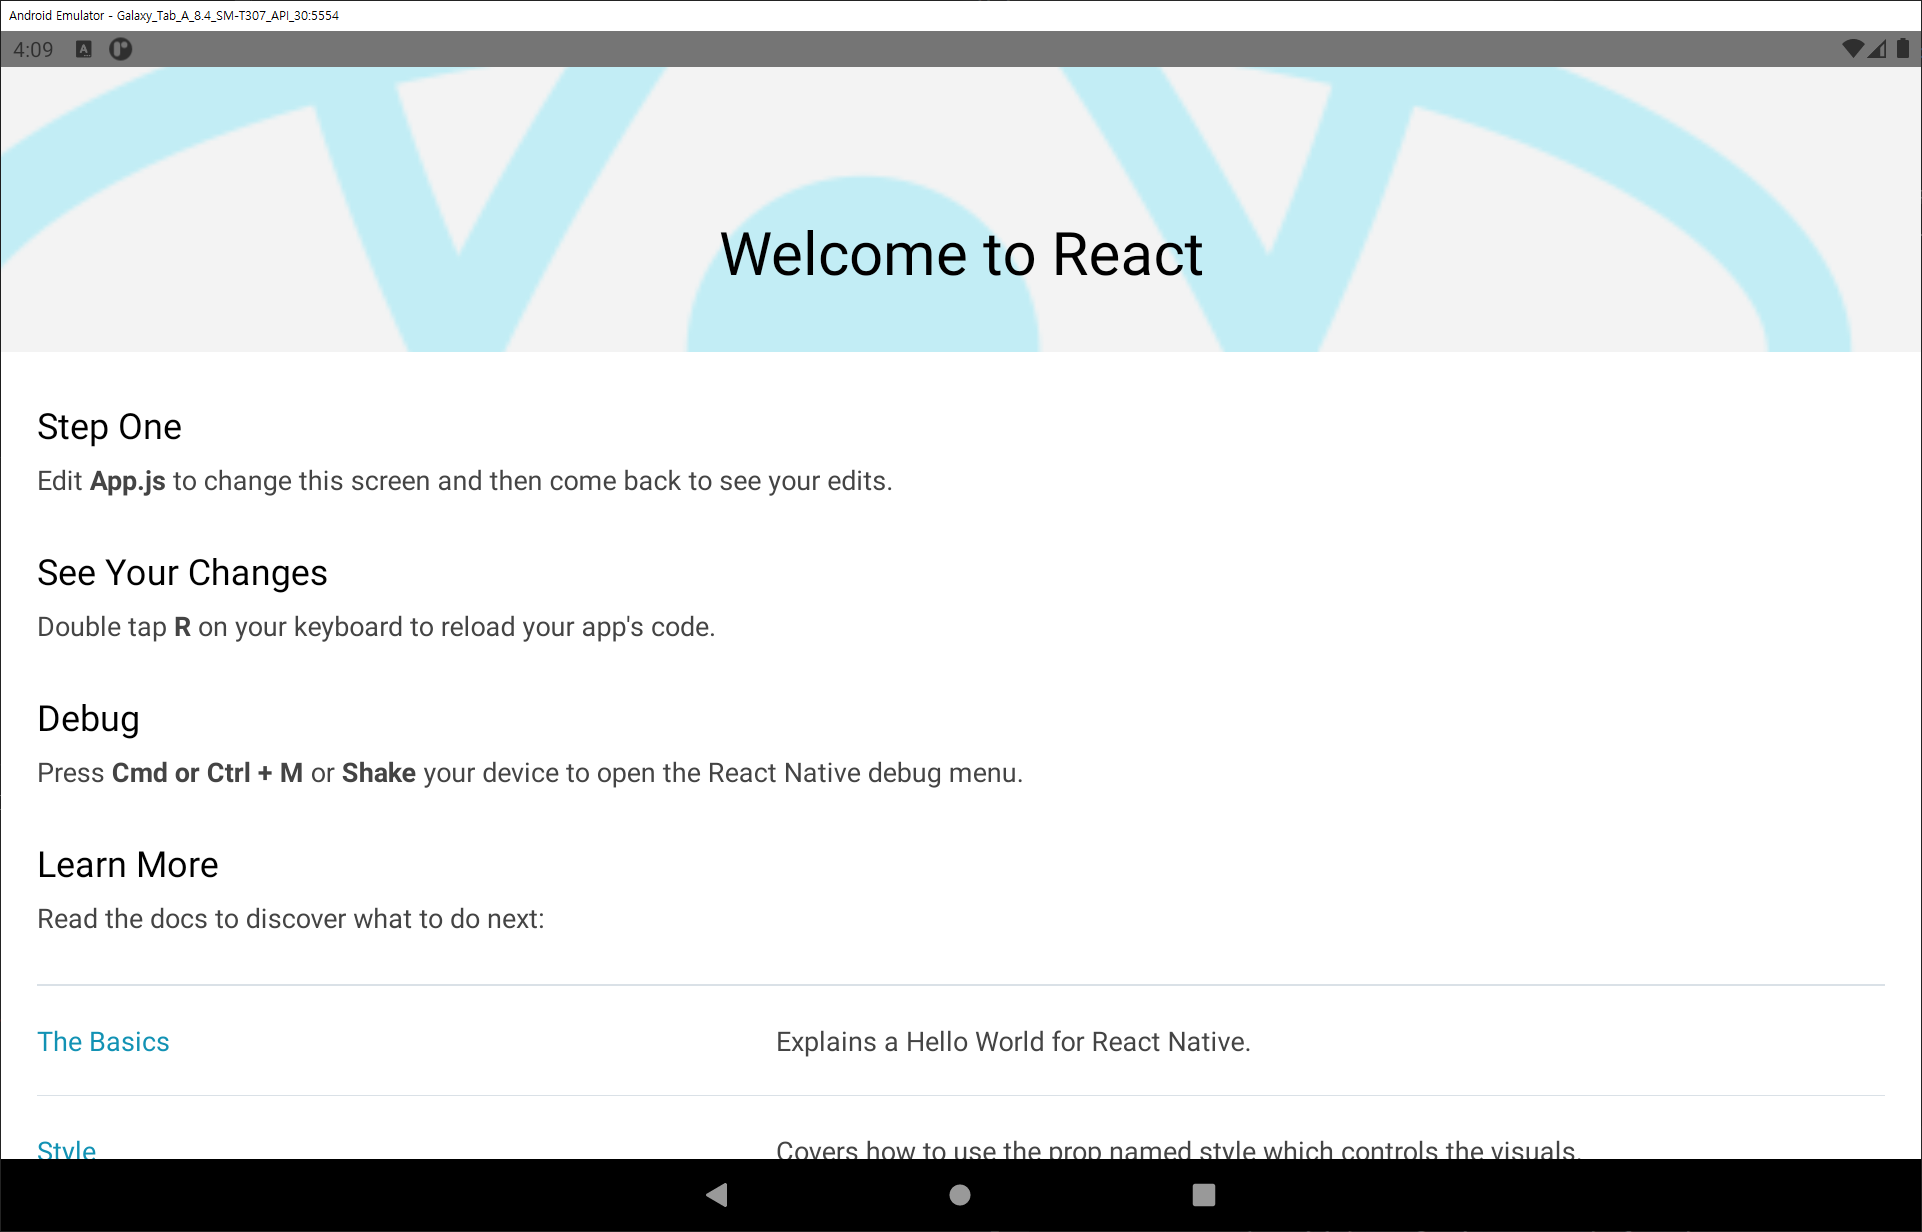 Android Emulator - Galaxy_Tab_A_8.4_SM-T307_API_30:5554
4:09 A
Welcome to React
Step One
Edit App.js to change this screen and then come back to see your edits.
See Your Changes
Double tap R on your keyboard to reload your app's code.
Debug
Press Cmd or Ctrl + M or Shake your device to open the React Native debug menu.
Learn More
Read the docs to discover what to do next:
The Basics Explains a Hello World for React Native.
Style Covers how to use the prop named style which controls the visuals.